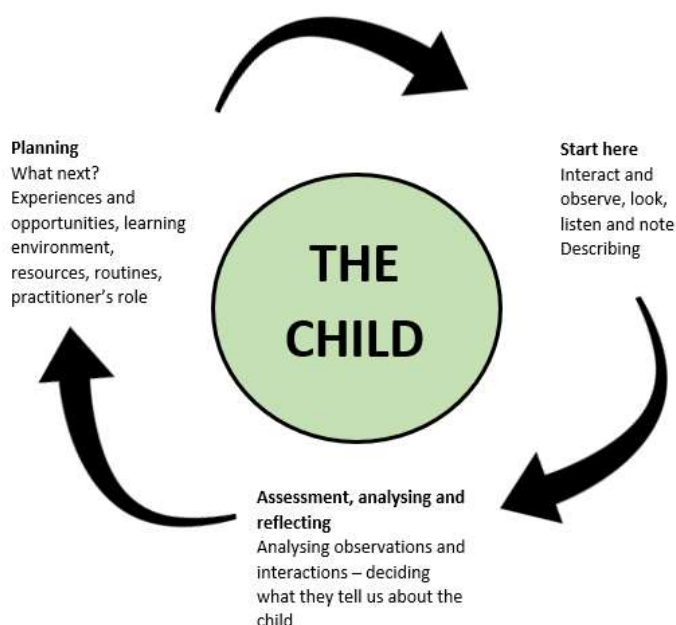 Planning
What next?
Experiences and
opportunities, learning
environment,
resources, routines,
practitioner's role
Start here
Interact and
observe, look,
listen and note
Describing
THE
CHILD
Assessment, analysing and
reflecting
Analysing observations and
interactions – deciding
what they tell us about the
child